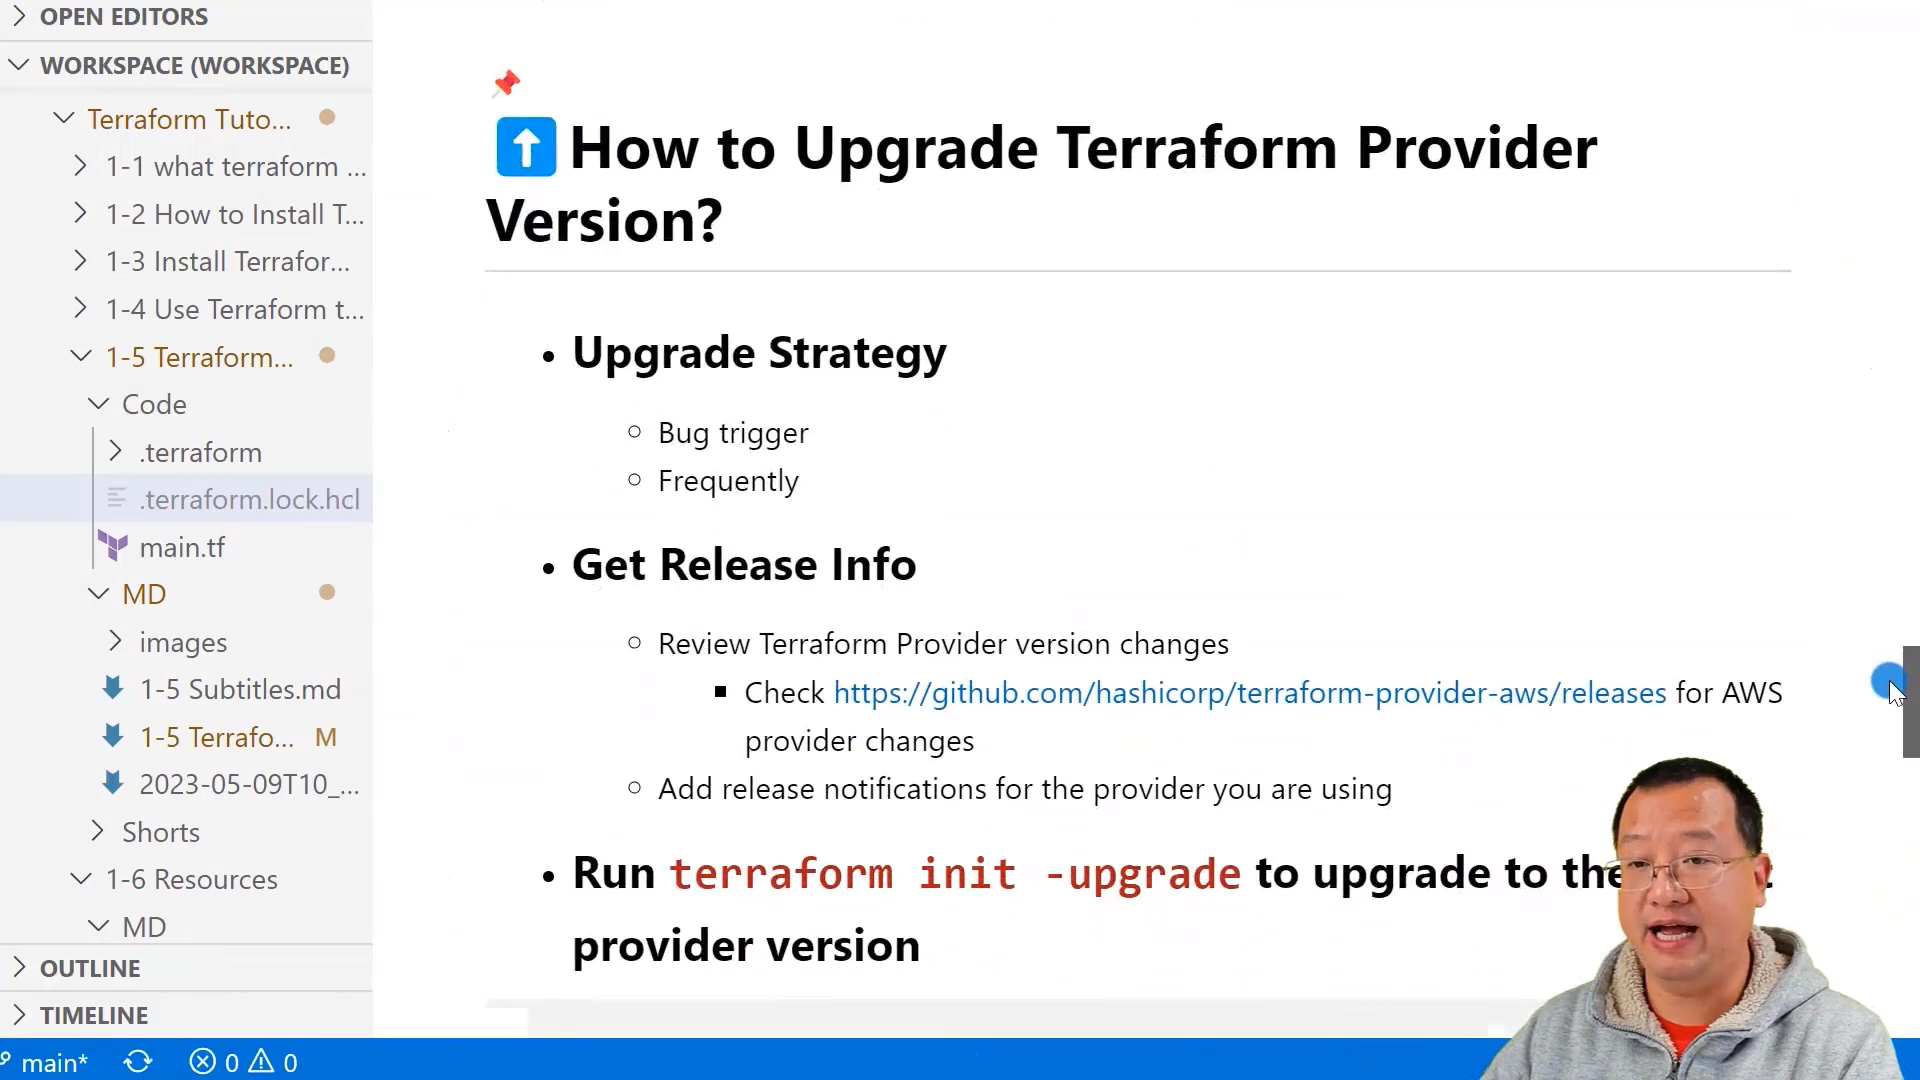 OPEN EDITORS
WORKSPACE (WORKSPACE)
Terraform Tuto...
1-1 what terraform ...
1-2 How to Install T...
1-3 Install Terrafor...
1-4 Use Terraform t...
1-5 Terraform...
Code
.terraform
.terraform.lock.hcl
main.tf
MD
images
1-5 Subtitles.md
1-5 Terrafo... M
2023-05-09T10_...
Shorts
1-6 Resources
MD
OUTLINE
TIMELINE
main* 0 0
How to Upgrade Terraform Provider
Version?
Upgrade Strategy
Bug trigger
Frequently
Get Release Info
Review Terraform Provider version changes
Check https://github.com/hashicorp/terraform-provider-aws/releases for AWS
provider changes
Add release notifications for the provider you are using
Run terraform init -upgrade to upgrade to the
provider version